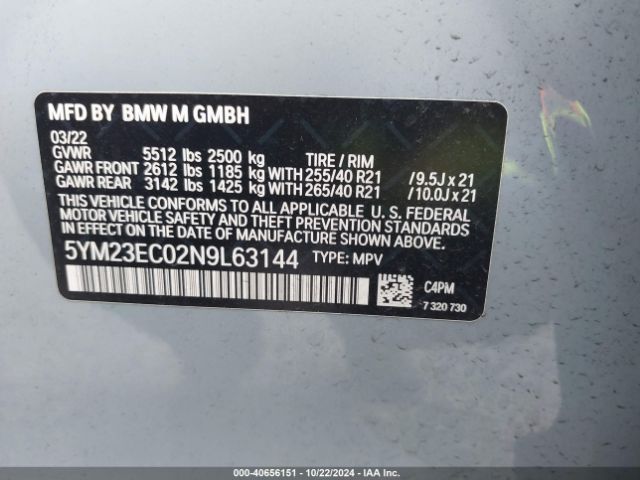 MFD BY BMW M GMBH
03/22
GVWR 5512 lbs 2500 kg TIRE / RIM
GAWR FRONT 2612 lbs 1185 kg WITH 255/40 R21 /9.5J x 21
GAWR REAR 3142 lbs 1425 kg WITH 265/40 R21 /10.0J x 21
THIS VEHICLE CONFORMS TO ALL APPLICABLE U.S. FEDERAL
MOTOR VEHICLE SAFETY AND THEFT PREVENTION STANDARDS
IN EFFECT ON THE DATE OF MANUFACTURE SHOWN ABOVE.
5YM23EC02N9L63144 TYPE: MPV
C4PM
7 320 730
000-40656151 | 10/22/2024 - IAA Inc.